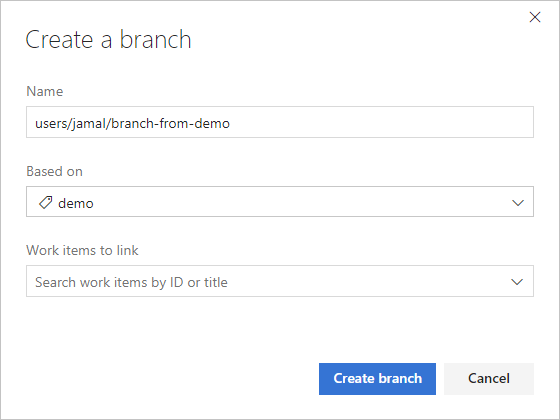 Create a branch
Name
users/jamal/branch-from-demo
Based on
demo
Work items to link
Search work items by ID or title
Create branch
Cancel